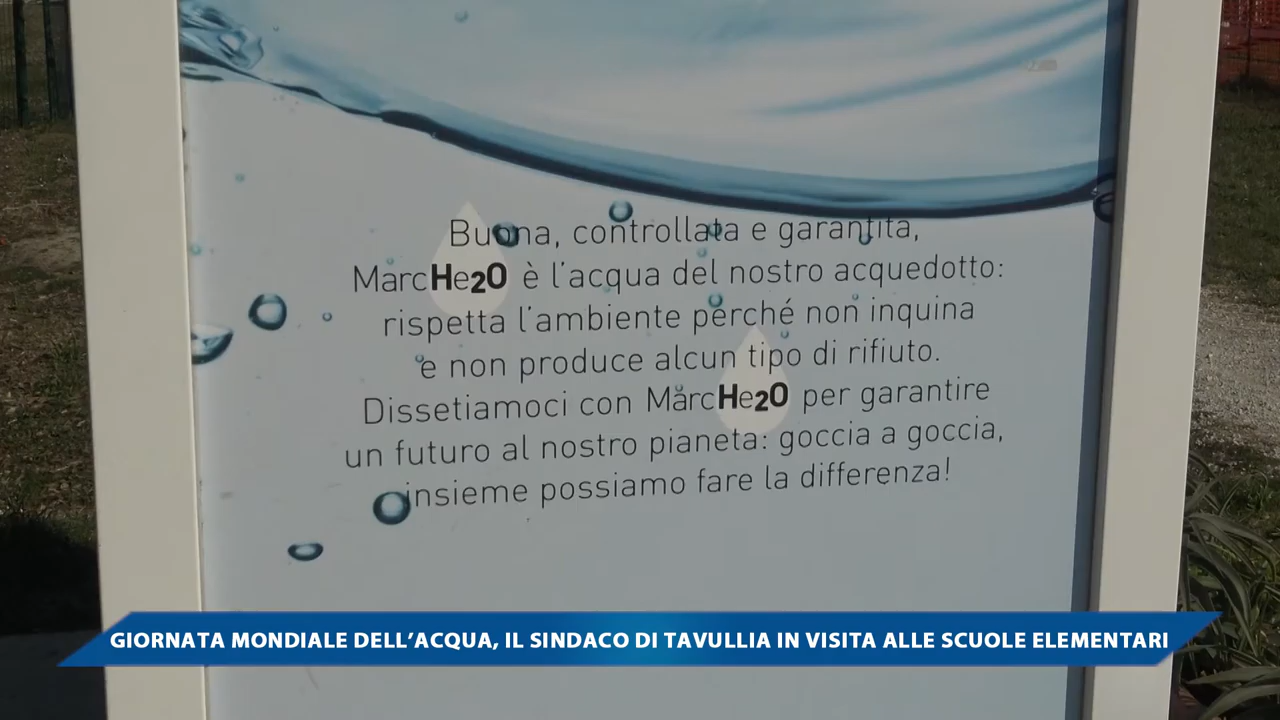 Buona, controllata e garantita,
MarcHe2O è l'acqua del nostro acquedotto:
rispetta l'ambiente perché non inquina
e non produce alcun tipo di rifiuto.
Dissetiamoci con MarcHe2O per garantire
un futuro al nostro pianeta: goccia a goccia,
insieme possiamo fare la differenza!
GIORNATA MONDIALE DELL'ACQUA, IL SINDACO DI TAVULLIA IN VISITA ALLE SCUOLE ELEMENTARI